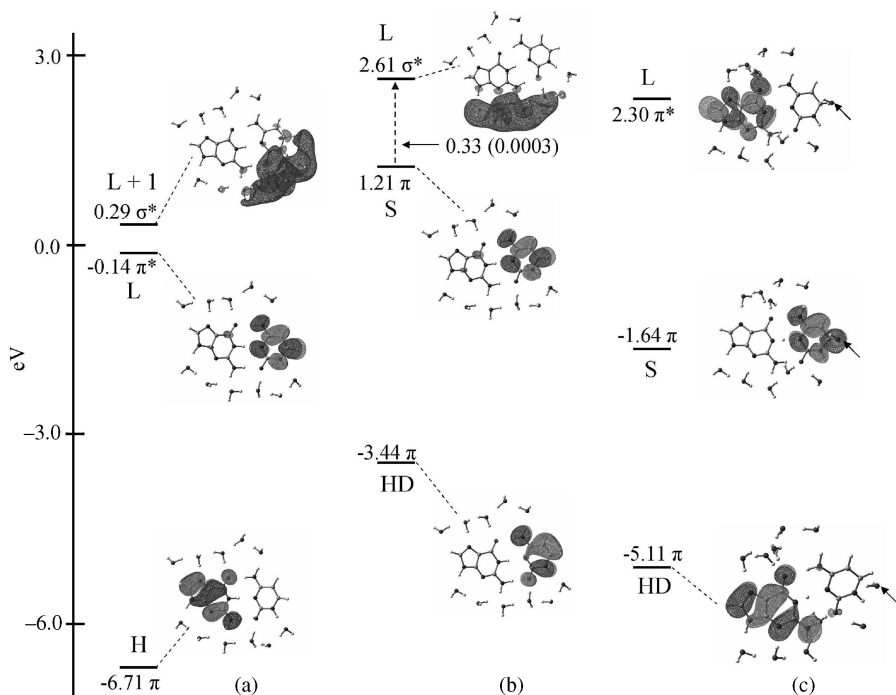 eV
3.0
0.0
−3.0
−6.0
L + 1
0.29 σ*
-0.14 π*
L
H
-6.71 π
(a)
L
2.61 σ*
0.33 (0.0003)
1.21 π
S
-3.44 π
HD
(b)
L
2.30 π*
-1.64 π
S
-5.11 π
HD
(c)